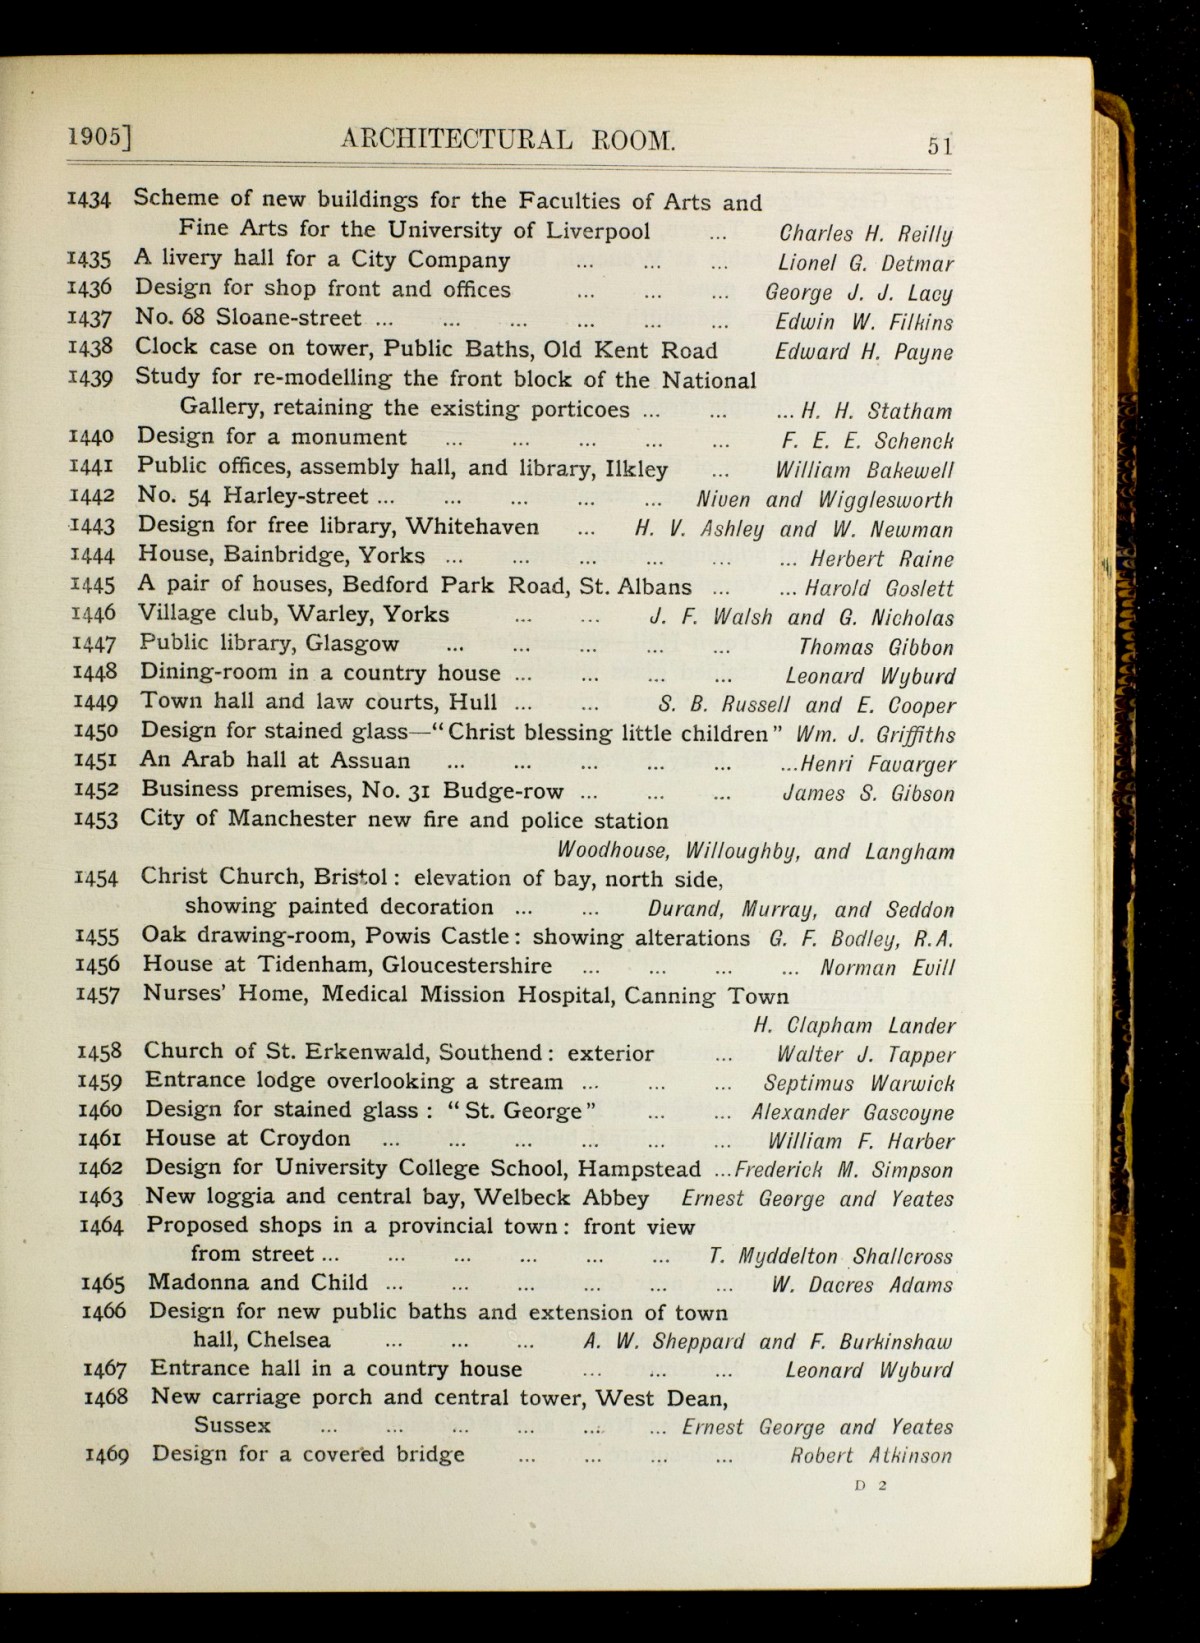 1905] ARCHITECTURAL ROOM. 51
1434 Scheme of new buildings for the Faculties of Arts and
Fine Arts for the University of Liverpool ... Charles H. Reilly
1435 A livery hall for a City Company ... ... ... Lionel G. Detmar
1436 Design for shop front and offices ... ... ... George J. J. Lacy
1437 No. 68 Sloane-street ... ... ... ... ... ... Edwin W. Filkins
1438 Clock case on tower, Public Baths, Old Kent Road Edward H. Payne
1439 Study for re-modelling the front block of the National
Gallery, retaining the existing porticoes ... ... ... H. H. Statham
1440 Design for a monument ... ... ... ... ... F. E. E. Schenck
1441 Public offices, assembly hall, and library, Ilkley ... William Bakewell
1442 No. 54 Harley-street ... ... ... ... ... Niven and Wigglesworth
1443 Design for free library, Whitehaven ... H. V. Ashley and W. Newman
1444 House, Bainbridge, Yorks ... ... ... ... ... ... Herbert Raine
1445 A pair of houses, Bedford Park Road, St. Albans ... ... Harold Goslett
1446 Village club, Warley, Yorks ... ... J. F. Walsh and G. Nicholas
1447 Public library, Glasgow ... ... ... ... ... Thomas Gibbon
1448 Dining-room in a country house ... ... ... ... Leonard Wyburd
1449 Town hall and law courts, Hull ... ... S. B. Russell and E. Cooper
1450 Design for stained glass—“Christ blessing little children” Wm. J. Griffiths
1451 An Arab hall at Assuan ... ... ... ... ... ...Henri Favarger
1452 Business premises, No. 31 Budge-row ... ... ... James S. Gibson
1453 City of Manchester new fire and police station
Woodhouse, Willoughby, and Langham
1454 Christ Church, Bristol: elevation of bay, north side,
showing painted decoration ... ... Durand, Murray, and Seddon
1455 Oak drawing-room, Powis Castle: showing alterations G. F. Bodley, R.A.
1456 House at Tidenham, Gloucestershire ... ... ... ... Norman Evill
1457 Nurses’ Home, Medical Mission Hospital, Canning Town
H. Clapham Lander
1458 Church of St. Erkenwald, Southend: exterior ... Walter J. Tapper
1459 Entrance lodge overlooking a stream ... ... ... Septimus Warwick
1460 Design for stained glass : “St. George” ... ... Alexander Gascoyne
1461 House at Croydon ... ... ... ... ... ... William F. Harber
1462 Design for University College School, Hampstead ...Frederick M. Simpson
1463 New loggia and central bay, Welbeck Abbey Ernest George and Yeates
1464 Proposed shops in a provincial town: front view
from street ... ... ... ... ... ... T. Myddelton Shallcross
1465 Madonna and Child ... ... ... ... ... ... W. Dacres Adams
1466 Design for new public baths and extension of town
hall, Chelsea ... ... ... A. W. Sheppard and F. Burkinshaw
1467 Entrance hall in a country house ... ... ... Leonard Wyburd
1468 New carriage porch and central tower, West Dean,
Sussex ... ... ... ... ... ... Ernest George and Yeates
1469 Design for a covered bridge ... ... ... ... Robert Atkinson
D 2